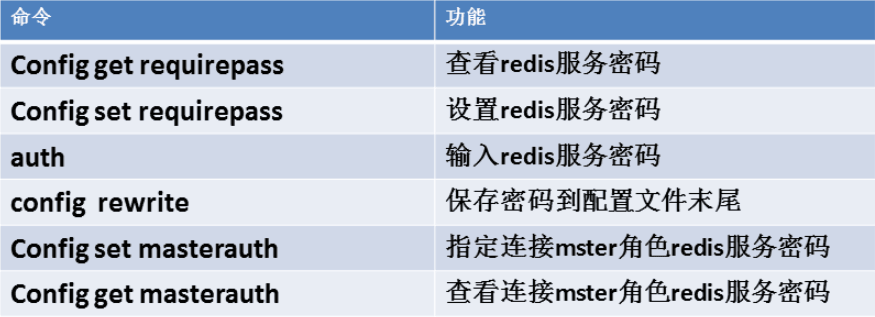 命令 功能
Config get requirepass 查看redis服务密码
Config set requirepass 设置redis服务密码
auth 输入redis服务密码
config  rewrite 保存密码到配置文件末尾
Config set masterauth 指定连接mster角色redis服务密码
Config get masterauth 查看连接mster角色redis服务密码